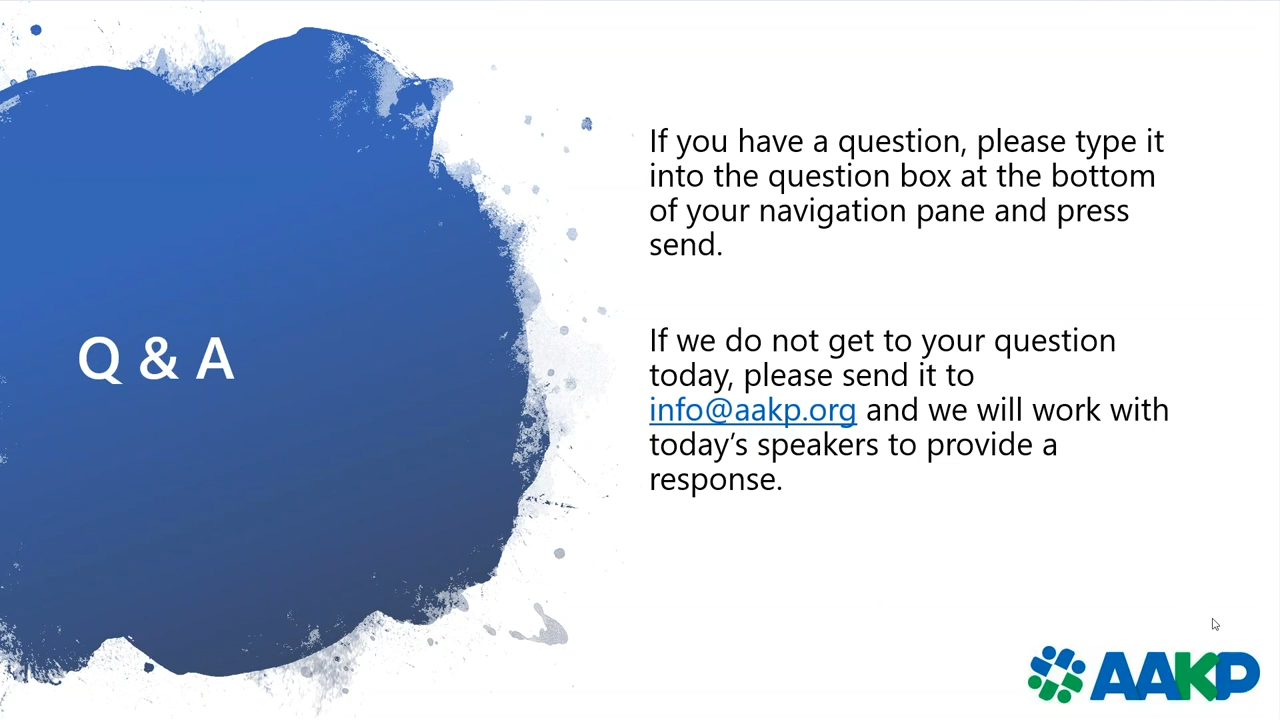 Q & A
If you have a question, please type it
into the question box at the bottom
of your navigation pane and press
send.
If we do not get to your question
today, please send it to
info@aakp.org and we will work with
today’s speakers to provide a
response.
AAKP